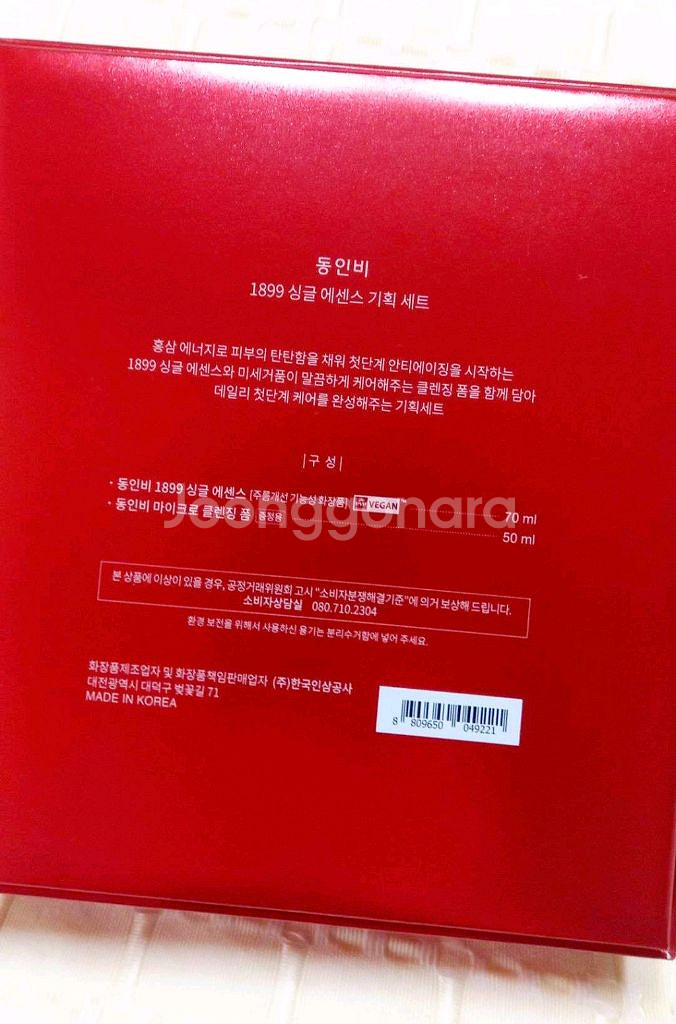 동인비
1899 싱글 에센스 기획 세트
홍삼 에너지로 피부의 탄탄함을 채워 첫단계 안티에이징을 시작하는
1899 싱글 에센스와 미세거품이 말끔하게 케어해주는 클렌징 폼을 함께 담아
데일리 첫단계 케어를 완성해주는 기획세트
|구 성|
· 동인비 1899 싱글 에센스 [주름개선 기능성 화장품] VEGAN 70 ml
· 동인비 마이크로 클렌징 폼 증정용 50 ml
Joonggonara
본 상품에 이상이 있을 경우, 공정거래위원회 고시 "소비자분쟁해결기준"에 의거 보상해 드립니다.
소비자상담실 080.710.2304
환경 보전을 위해서 사용하신 용기는 분리수거함에 넣어 주세요.
화장품제조업자 및 화장품책임판매업자 (주)한국인삼공사
대전광역시 대덕구 벚꽃길 71
MADE IN KOREA
8 809650 049221